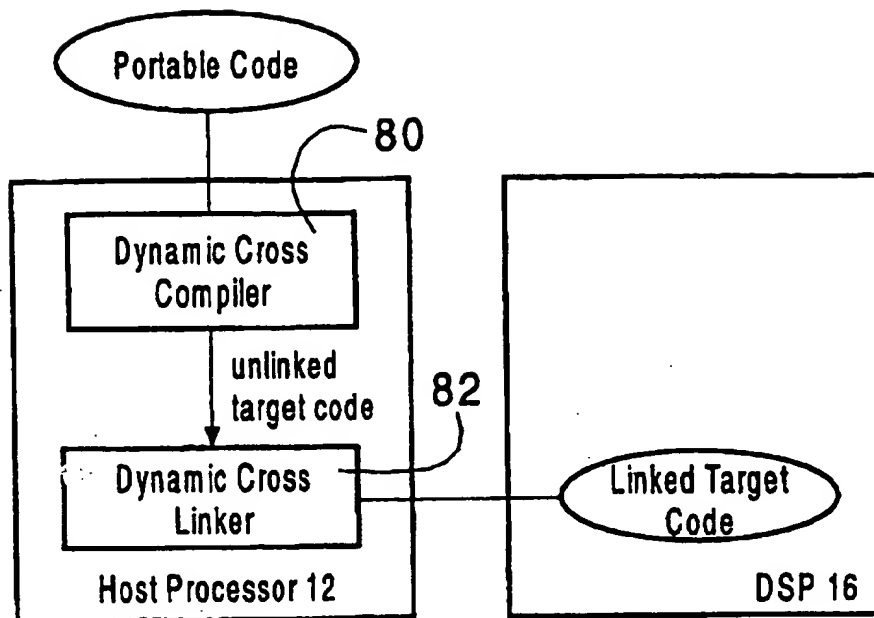 Portable Code
80
Dynamic Cross
Compiler
unlinked
target code
82
Dynamic Cross
Linker
Linked Target
Code
Host Processor 12
DSP 16